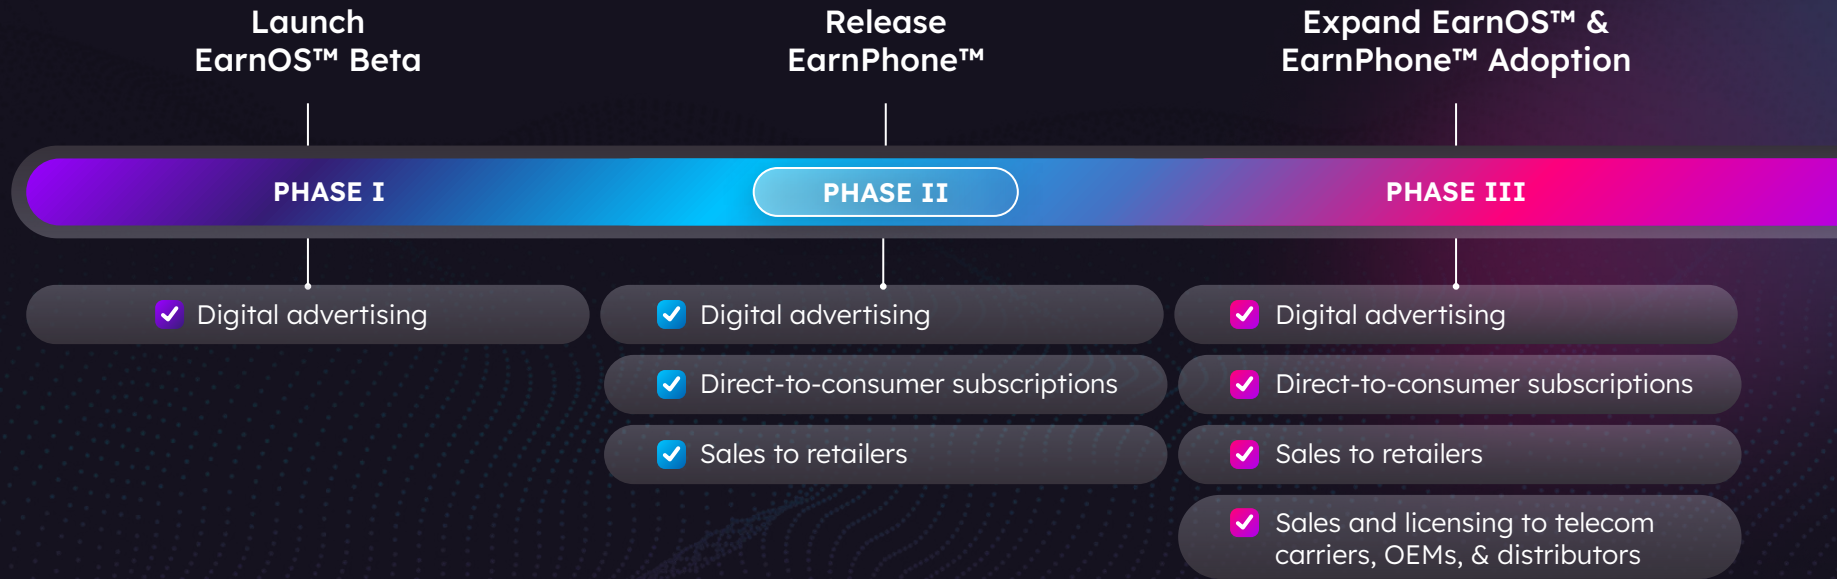 Launch
EarnOS™ Beta
Release
EarnPhone™
Expand EarnOS™ &
EarnPhone™ Adoption
PHASE I
PHASE II
PHASE III
Digital advertising
Digital advertising
Direct-to-consumer subscriptions
Sales to retailers
Digital advertising
Direct-to-consumer subscriptions
Sales to retailers
Sales and licensing to telecom
carriers, OEMs, & distributors